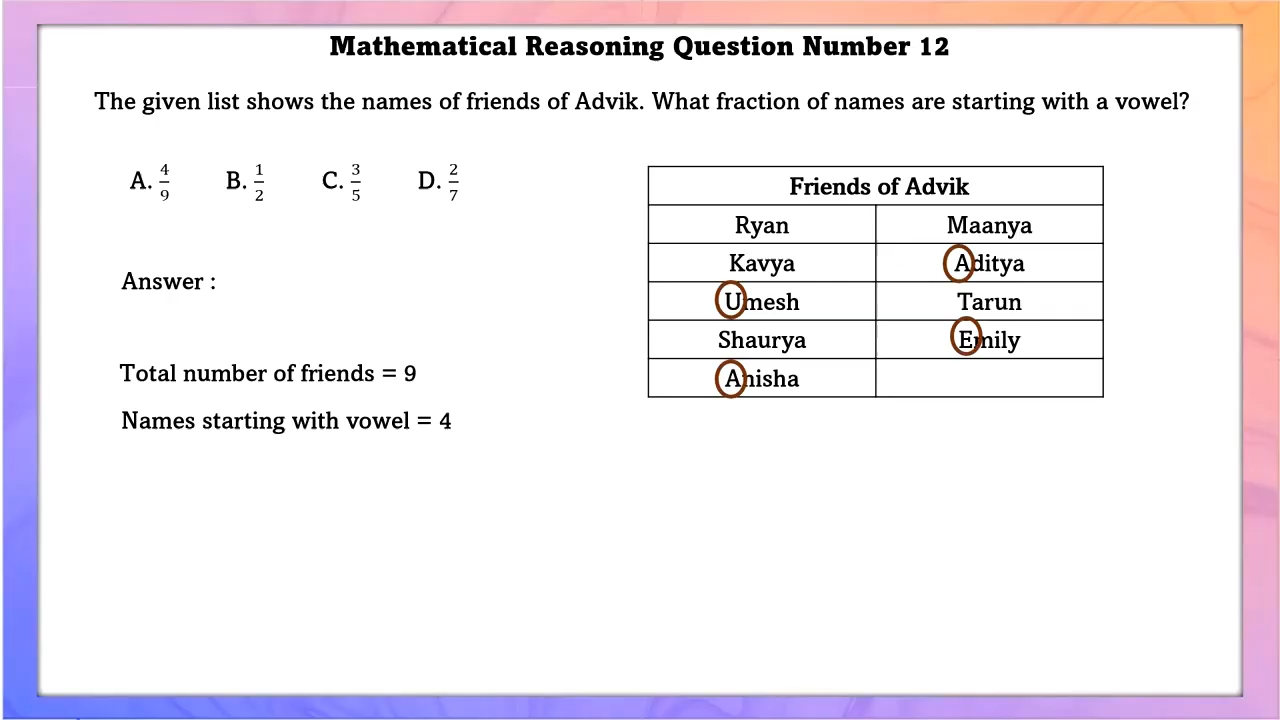 Mathematical Reasoning Question Number 12
The given list shows the names of friends of Advik. What fraction of names are starting with a vowel?
A. 4/9 B. 1/2 C. 3/5 D. 2/7
Friends of Advik
Ryan Maanya
Kavya Aditya
Umesh Tarun
Shaurya Emily
Anisha
Answer :
Total number of friends = 9
Names starting with vowel = 4